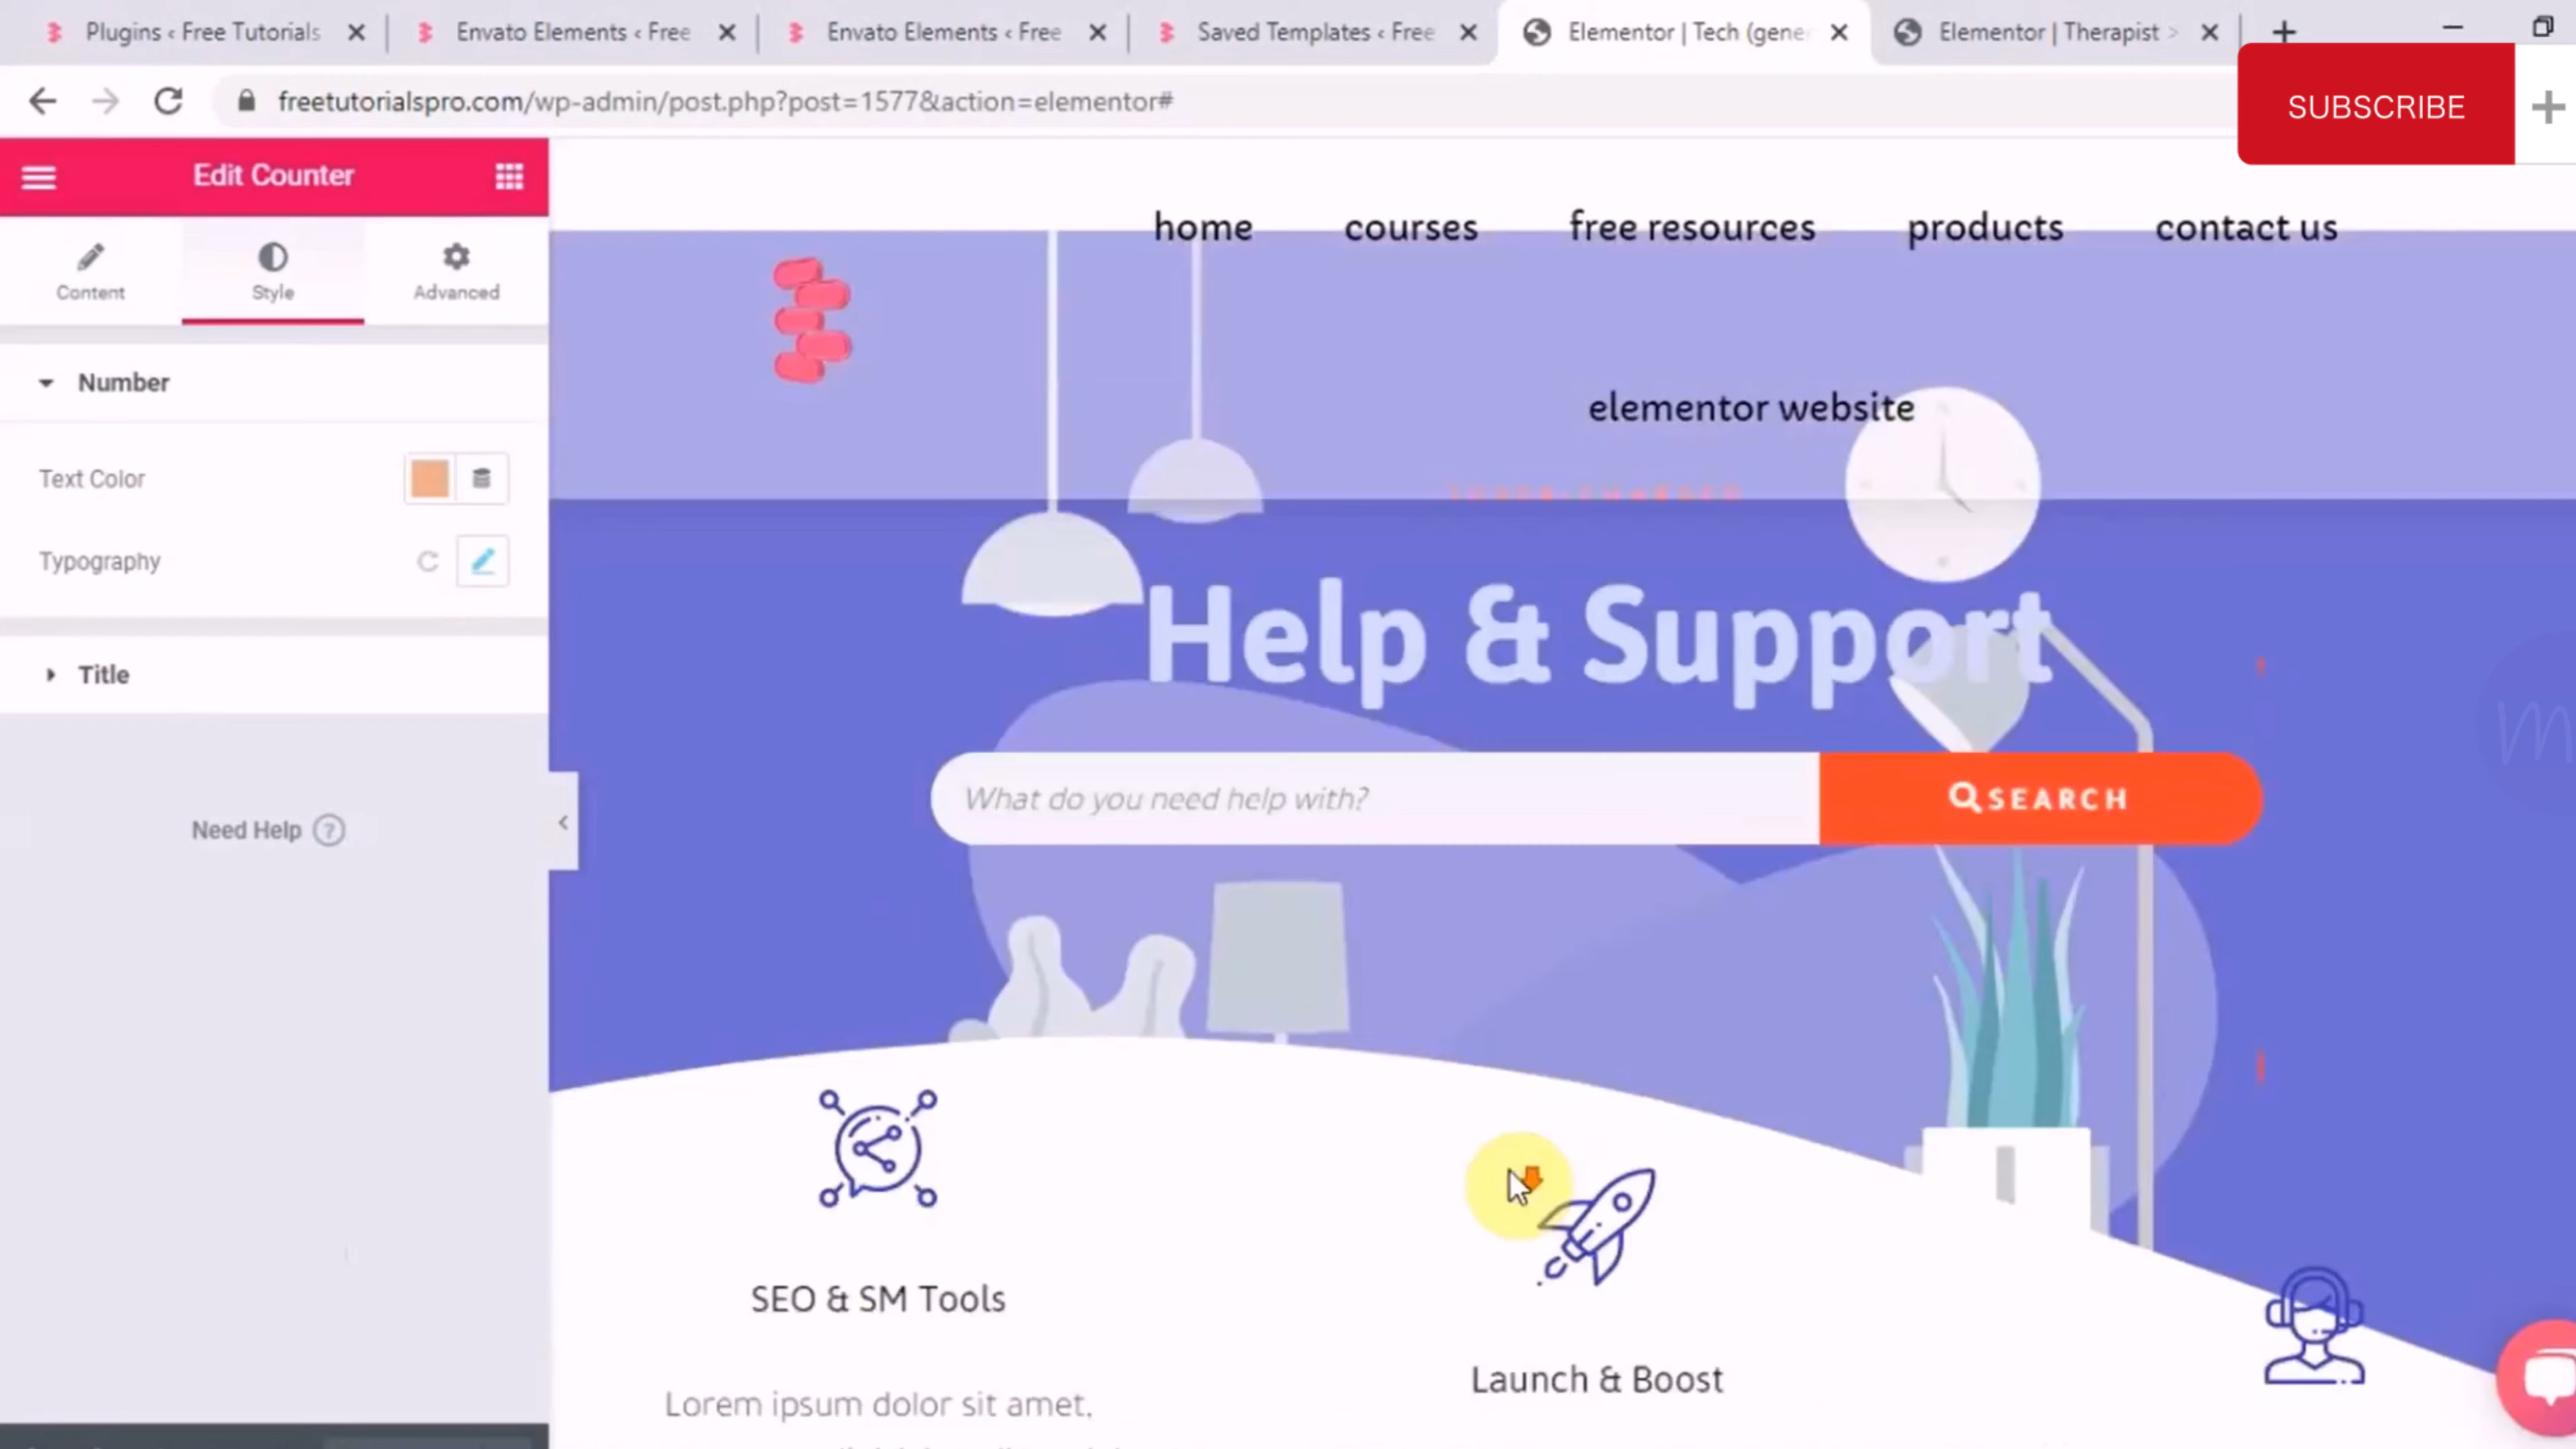 Plugins ‹ Free Tutorials
Envato Elements ‹ Free
Envato Elements ‹ Free
Saved Templates ‹ Free
Elementor | Tech (gene
Elementor | Therapist >
freetutorialspro.com/wp-admin/post.php?post=1577&action=elementor#
SUBSCRIBE
Edit Counter
Content
Style
Advanced
Number
Text Color
Typography
Title
Need Help ?
home courses free resources products contact us
elementor website
Help & Support
What do you need help with?
SEARCH
SEO & SM Tools
Launch & Boost
Lorem ipsum dolor sit amet,